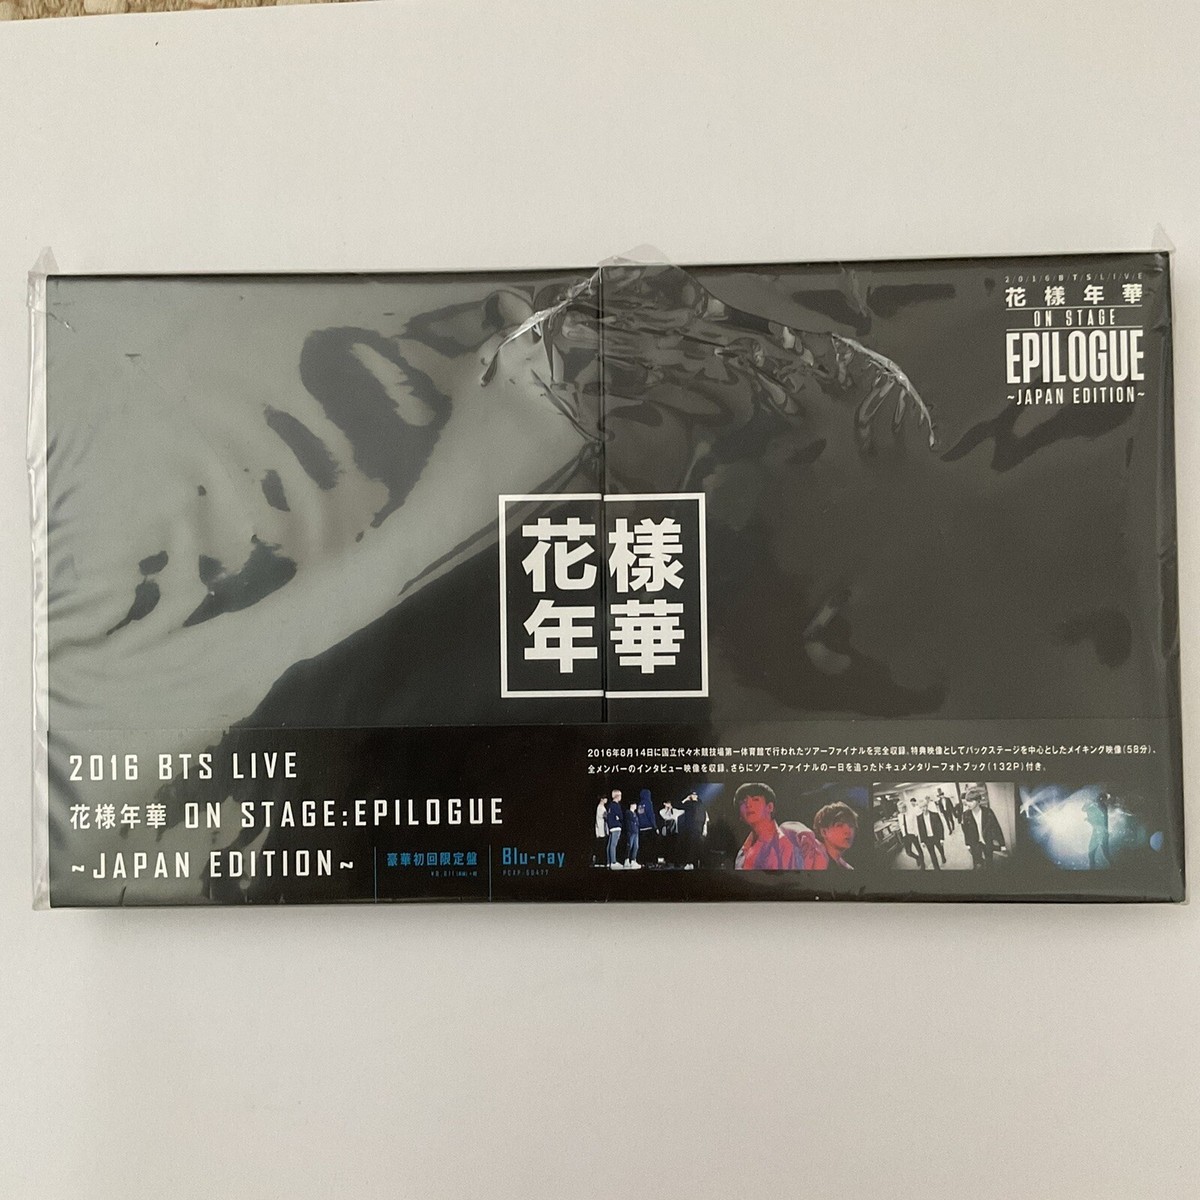 2/0/1/6/B/T/S/L/I/V/E
花樣年華
ON STAGE
EPILOGUE
~JAPAN EDITION~
花樣
年華
2016 BTS LIVE
花樣年華 ON STAGE:EPILOGUE
~JAPAN EDITION~
豪華初回限定盤
Blu-ray
2016年8月14日に国立代々木競技場第一体育館で行われたツアーファイナルを完全収録。特典映像としてバックステージを中心としたメイキング映像(58分)、
全メンバーのインタビュー映像を収録。さらにツアーファイナルの一日を追ったドキュメンタリーフォトブック(132P)付き。